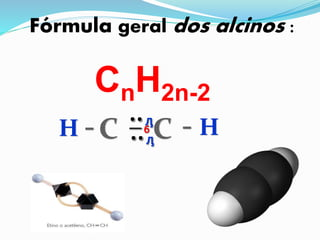 Fórmula geral dos alcinos :
CnH2n-2
H - C C - H
Etino o acetileno, CH≡CH